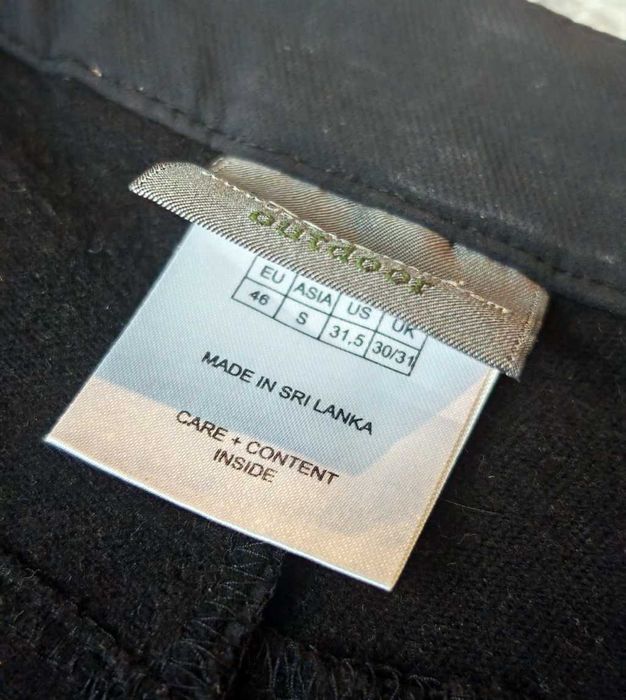 outdoor
EU ASIA US UK
46 S 31,5 30/31
MADE IN SRI LANKA
CARE + CONTENT
INSIDE